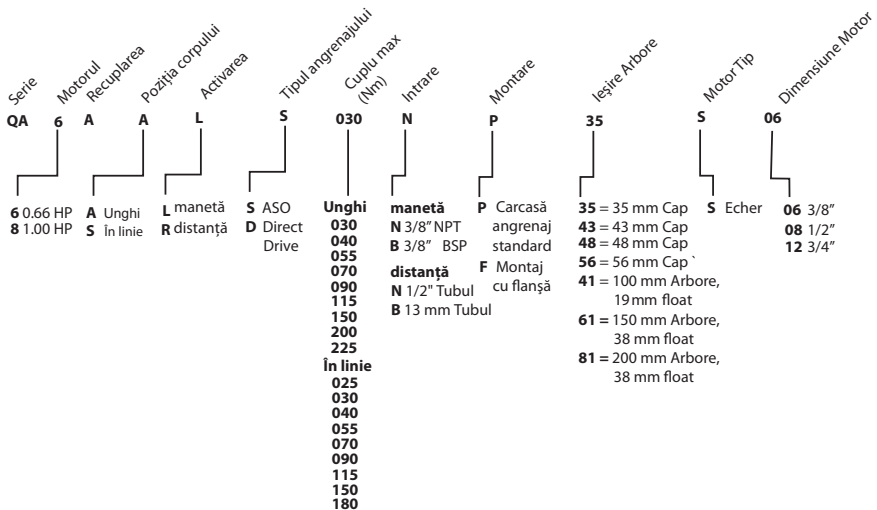 Serie
Motorul
Recuplarea
Poziția corpului
Activarea
Tipul angrenajului
Cuplu max
(Nm)
Intrare
Montare
Ieşire Arbore
Motor Tip
Dimensiune Motor
QA 6 A A L S 030 N P 35 S 06
6 0.66 HP
8 1.00 HP
A Unghi
S În linie
L manetă
R distanță
S ASO
D Direct
Drive
Unghi
030
040
055
070
090
115
150
200
225
În linie
025
030
040
055
070
090
115
150
180
manetă
N 3/8" NPT
B 3/8" BSP
distanță
N 1/2" Tubul
B 13 mm Tubul
P Carcasă
angrenaj
standard
F Montaj
cu flanşă
35 = 35 mm Cap
43 = 43 mm Cap
48 = 48 mm Cap
56 = 56 mm Cap `
41 = 100 mm Arbore,
19 mm float
61 = 150 mm Arbore,
38 mm float
81 = 200 mm Arbore,
38 mm float
S Echer
06 3/8"
08 1/2"
12 3/4"